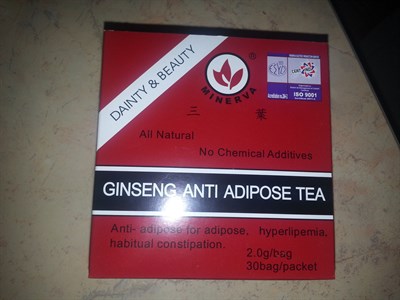 DAINTY & BEAUTY
®
MINERVA
三 葉
ISO 9001
All Natural
No Chemical Additives
GINSENG ANTI ADIPOSE TEA
Anti- adipose for adipose, hyperlipemia,
habitual constipation.
2.0g/bag
30bag/packet